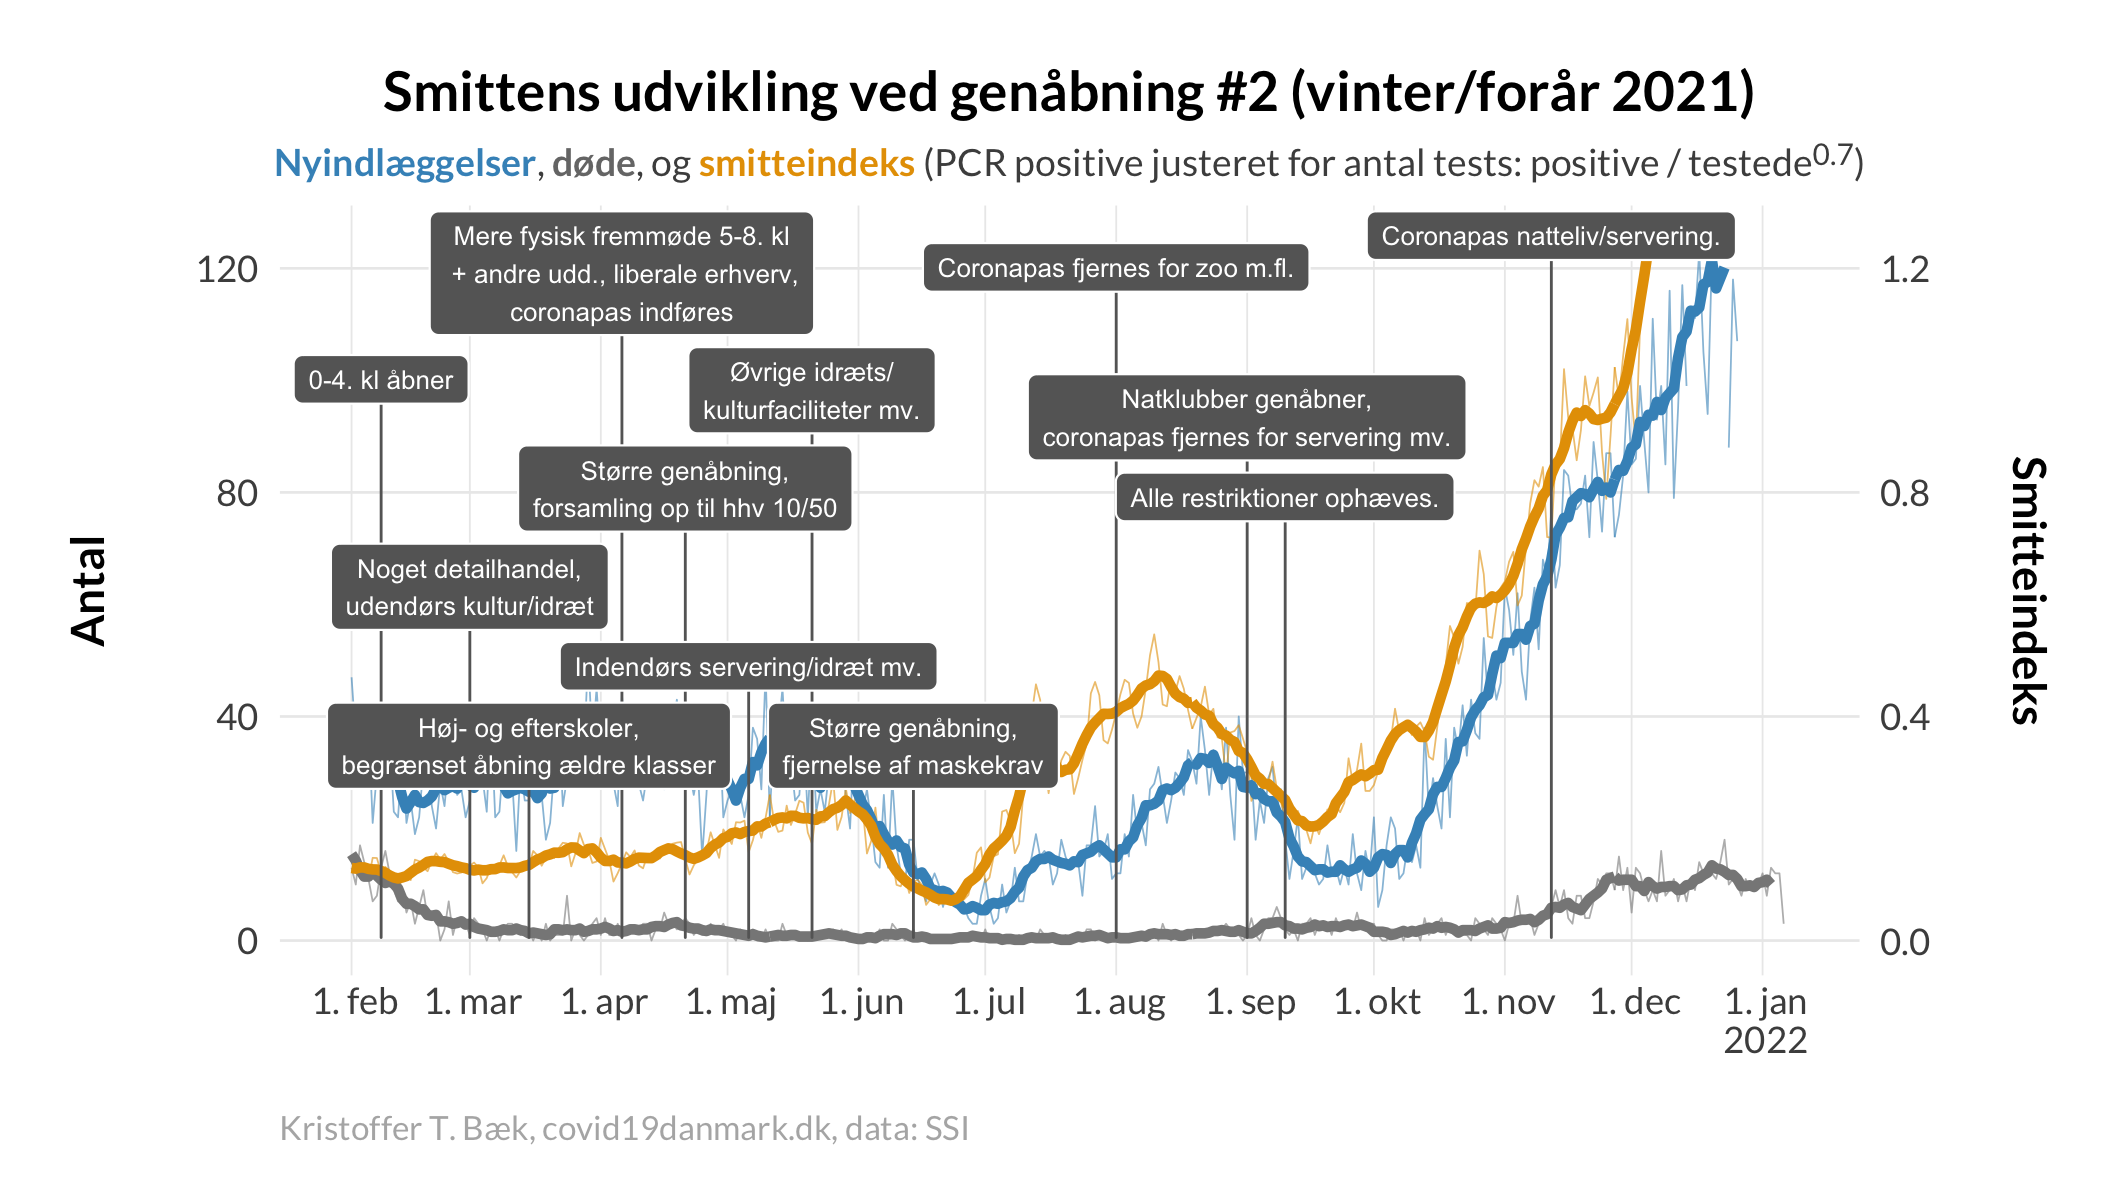 Smittens udvikling ved genåbning #2 (vinter/forår 2021)
Nyindlæggelser, døde, og smitteindeks (PCR positive justeret for antal tests: positive / testede^0.7)
Mere fysisk fremmøde 5-8. kl
+ andre udd., liberale erhverv,
coronapas indføres
Coronapas natteliv/servering.
Coronapas fjernes for zoo m.fl.
0-4. kl åbner
Øvrige idræts/
kulturfaciliteter mv.
Natklubber genåbner,
coronapas fjernes for servering mv.
Større genåbning,
forsamling op til hhv 10/50
Alle restriktioner ophæves.
Noget detailhandel,
udendørs kultur/idræt
Indendørs servering/idræt mv.
Høj- og efterskoler,
begrænset åbning ældre klasser
Større genåbning,
fjernelse af maskekrav
Antal
120
80
40
0
Smitteindeks
1.2
0.8
0.4
0.0
1. feb
1. mar
1. apr
1. maj
1. jun
1. jul
1. aug
1. sep
1. okt
1. nov
1. dec
1. jan
2022
Kristoffer T. Bæk, covid19danmark.dk, data: SSI